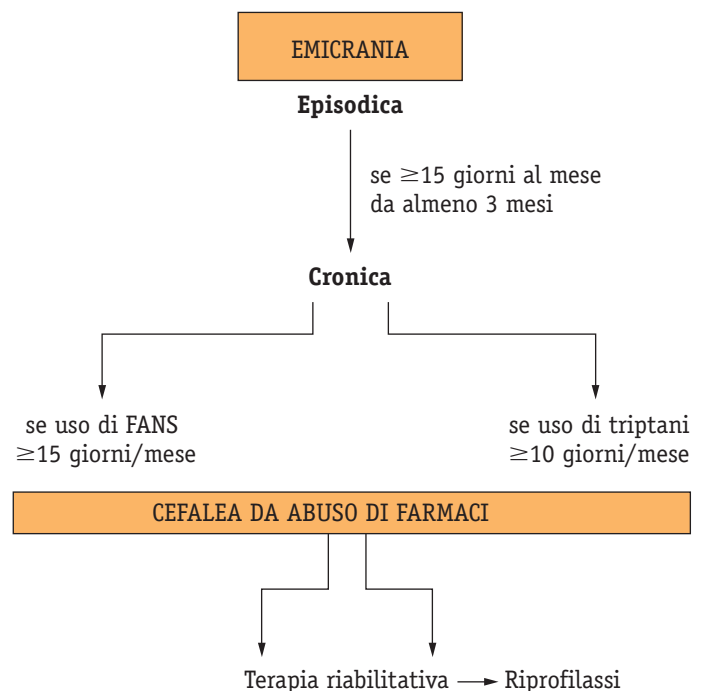 EMICRANIA
Episodica
se ≥15 giorni al mese
da almeno 3 mesi
Cronica
se uso di FANS
≥15 giorni/mese
se uso di triptani
≥10 giorni/mese
CEFALEA DA ABUSO DI FARMACI
Terapia riabilitativa → Riprofilassi